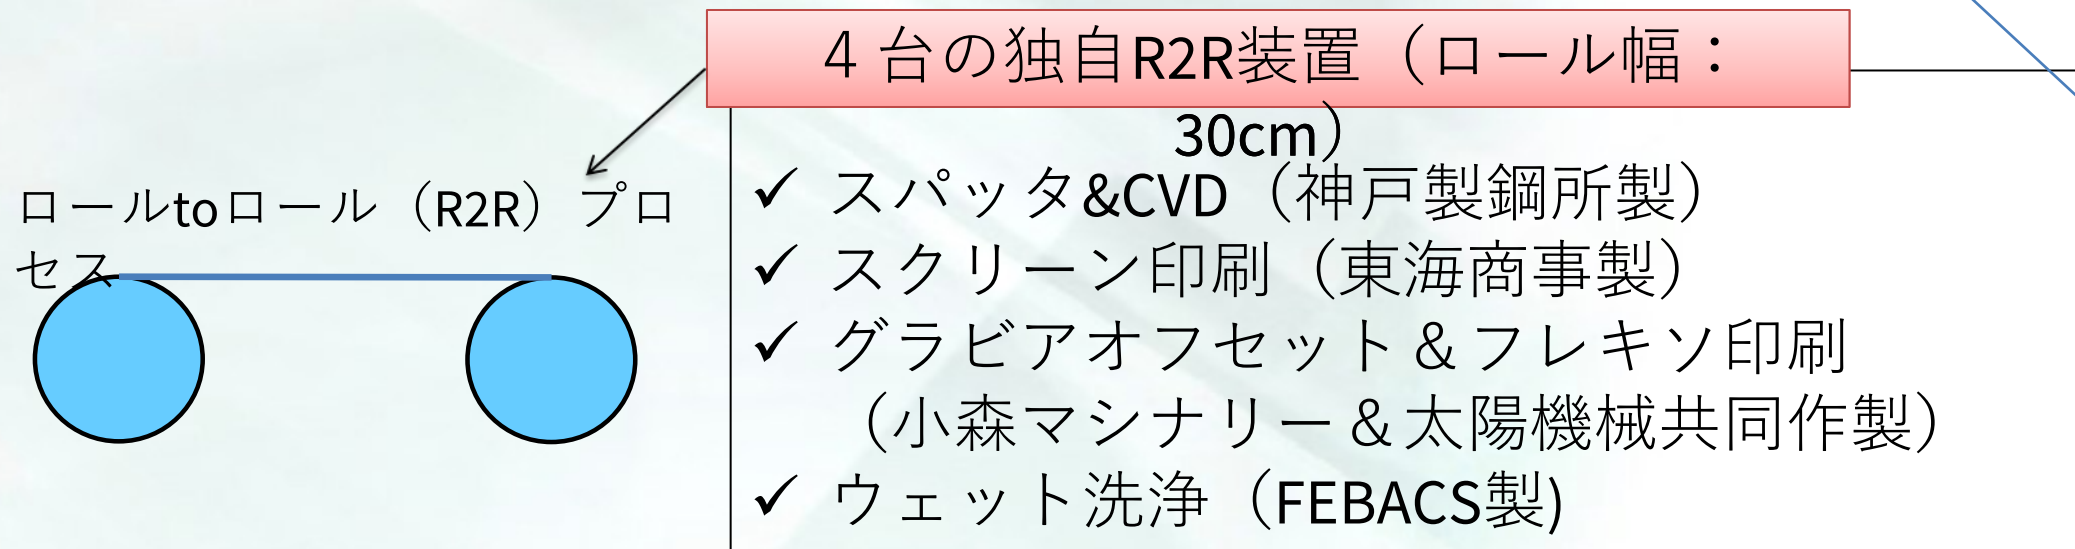 ４台の独自R2R装置（ロール幅：
30cm）
ロールtoロール（R2R）プロ
セス
✓ スパッタ&CVD（神戸製鋼所製）
✓ スクリーン印刷（東海商事製）
✓ グラビアオフセット＆フレキソ印刷
（小森マシナリー＆太陽機械共同作製）
✓ ウェット洗浄（FEBACS製)